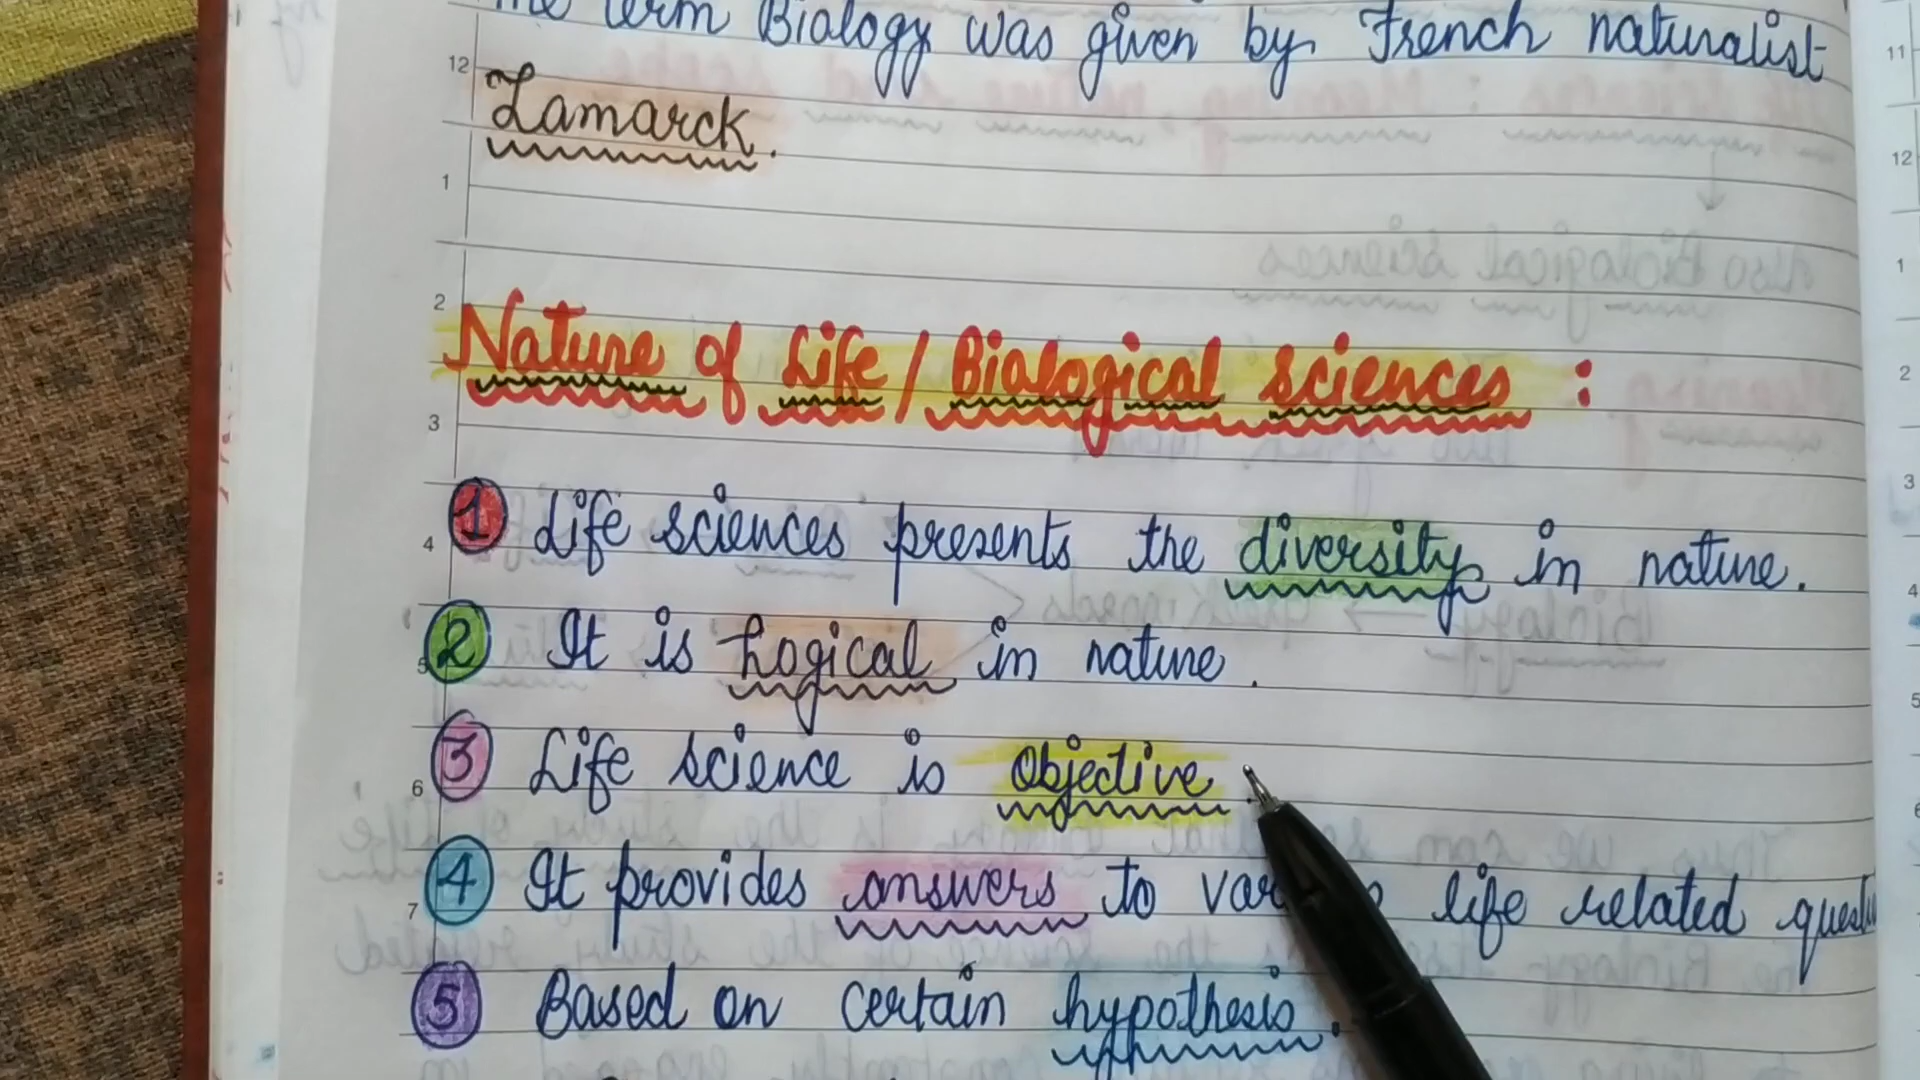 The term Biology was given by French naturalist
Lamarck.
Nature of Life / Biological sciences :
1 Life sciences presents the diversity in nature.
2 It is Logical in nature.
3 Life science is Objective.
4 It provides answers to life related
5 Based on certain hypothesis.